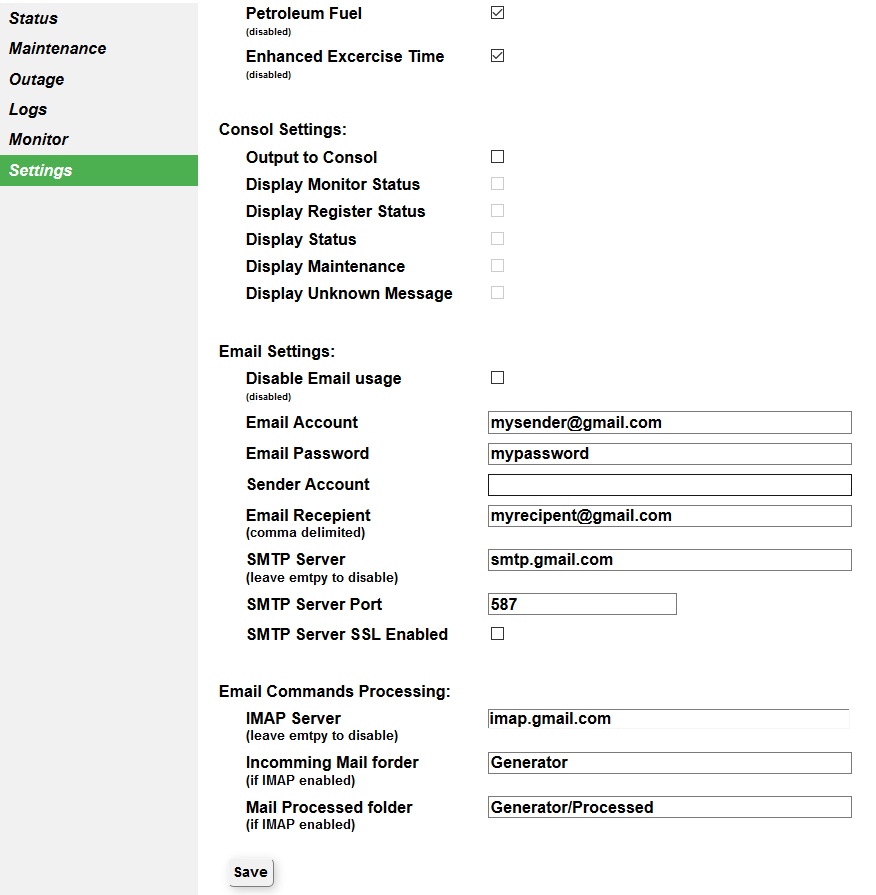 Status
Maintenance
Outage
Logs
Monitor
Settings
Petroleum Fuel
(disabled)
Enhanced Excercise Time
(disabled)
Consol Settings:
Output to Consol
Display Monitor Status
Display Register Status
Display Status
Display Maintenance
Display Unknown Message
Email Settings:
Disable Email usage
(disabled)
Email Account mysender@gmail.com
Email Password mypassword
Sender Account
Email Recepient myrecipent@gmail.com
(comma delimited)
SMTP Server smtp.gmail.com
(leave emtpy to disable)
SMTP Server Port 587
SMTP Server SSL Enabled
Email Commands Processing:
IMAP Server imap.gmail.com
(leave emtpy to disable)
Incomming Mail forder Generator
(if IMAP enabled)
Mail Processed folder Generator/Processed
(if IMAP enabled)
Save